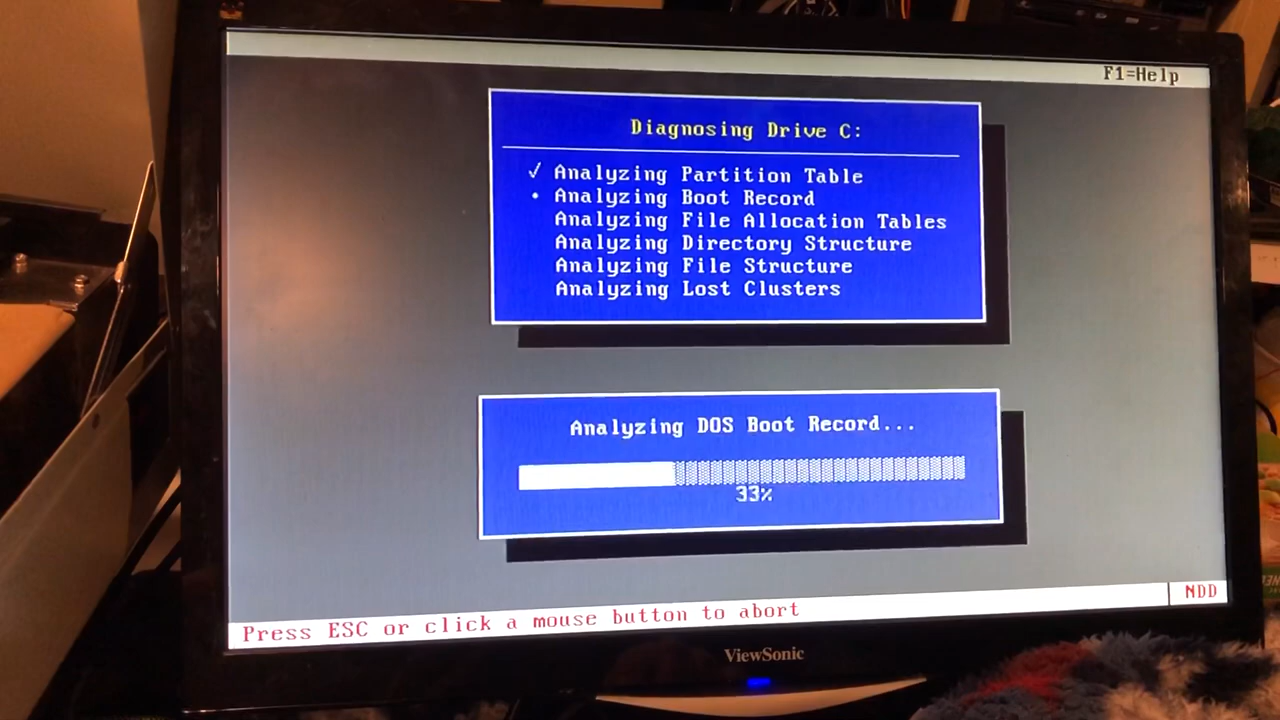 F1=Help
Diagnosing Drive C:
✓ Analyzing Partition Table
• Analyzing Boot Record
Analyzing File Allocation Tables
Analyzing Directory Structure
Analyzing File Structure
Analyzing Lost Clusters
Analyzing DOS Boot Record...
33%
Press ESC or click a mouse button to abort
NDD
ViewSonic